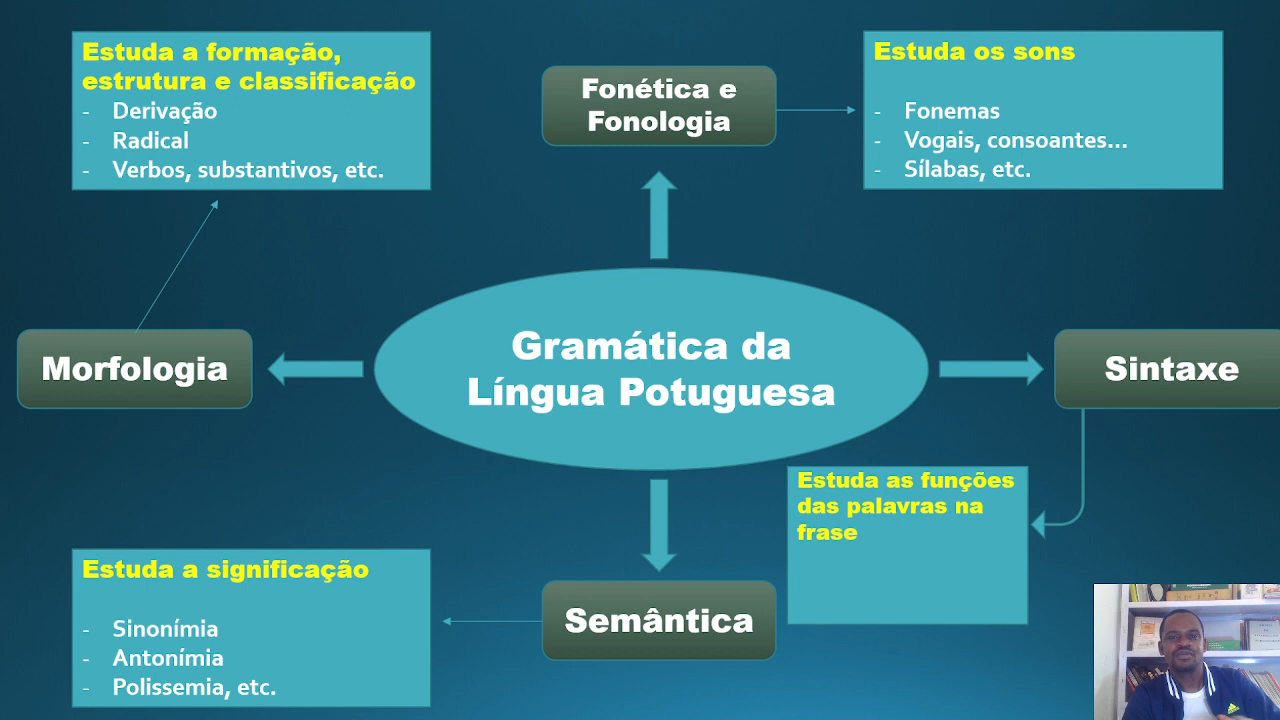 Estuda a formação,
estrutura e classificação
- Derivação
- Radical
- Verbos, substantivos, etc.
Fonética e
Fonologia
Estuda os sons
- Fonemas
- Vogais, consoantes...
- Sílabas, etc.
Morfologia
Gramática da
Língua Potuguesa
Sintaxe
Estuda as funções
das palavras na
frase
Estuda a significação
- Sinonímia
- Antonímia
- Polissemia, etc.
Semântica